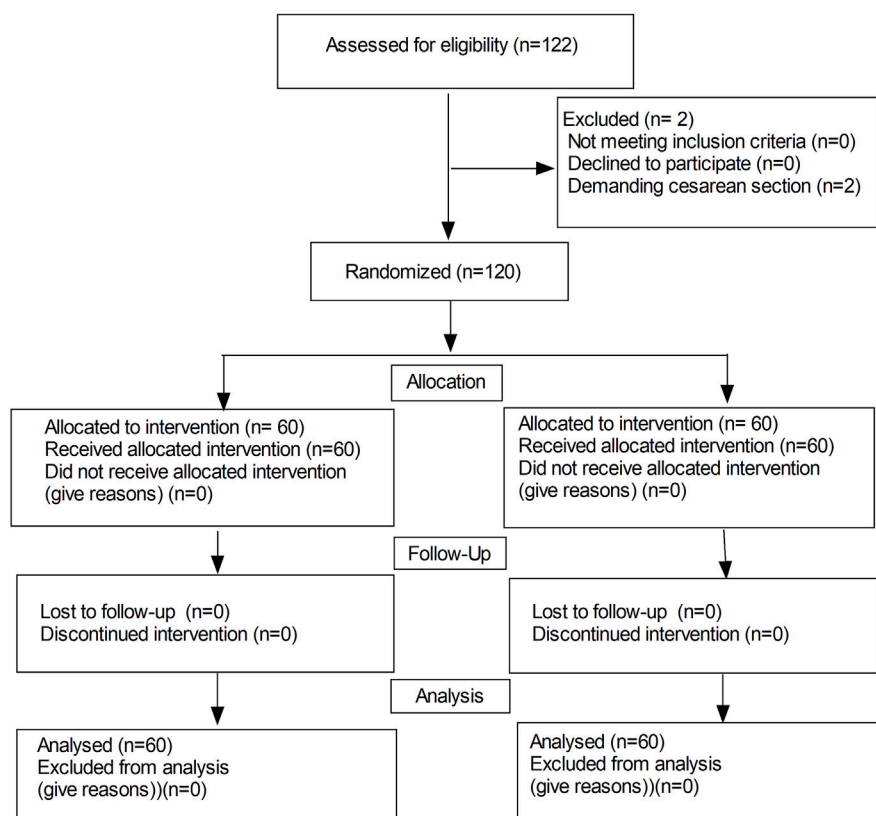 Assessed for eligibility (n=122)
Excluded (n= 2)
Not meeting inclusion criteria (n=0)
Declined to participate (n=0)
Demanding cesarean section (n=2)
Randomized (n=120)
Allocation
Allocated to intervention (n= 60)
Received allocated intervention (n=60)
Did not receive allocated intervention
(give reasons) (n=0)
Allocated to intervention (n= 60)
Received allocated intervention (n=60)
Did not receive allocated intervention
(give reasons) (n=0)
Follow-Up
Lost to follow-up (n=0)
Discontinued intervention (n=0)
Lost to follow-up (n=0)
Discontinued intervention (n=0)
Analysis
Analysed (n=60)
Excluded from analysis
(give reasons))(n=0)
Analysed (n=60)
Excluded from analysis
(give reasons))(n=0)